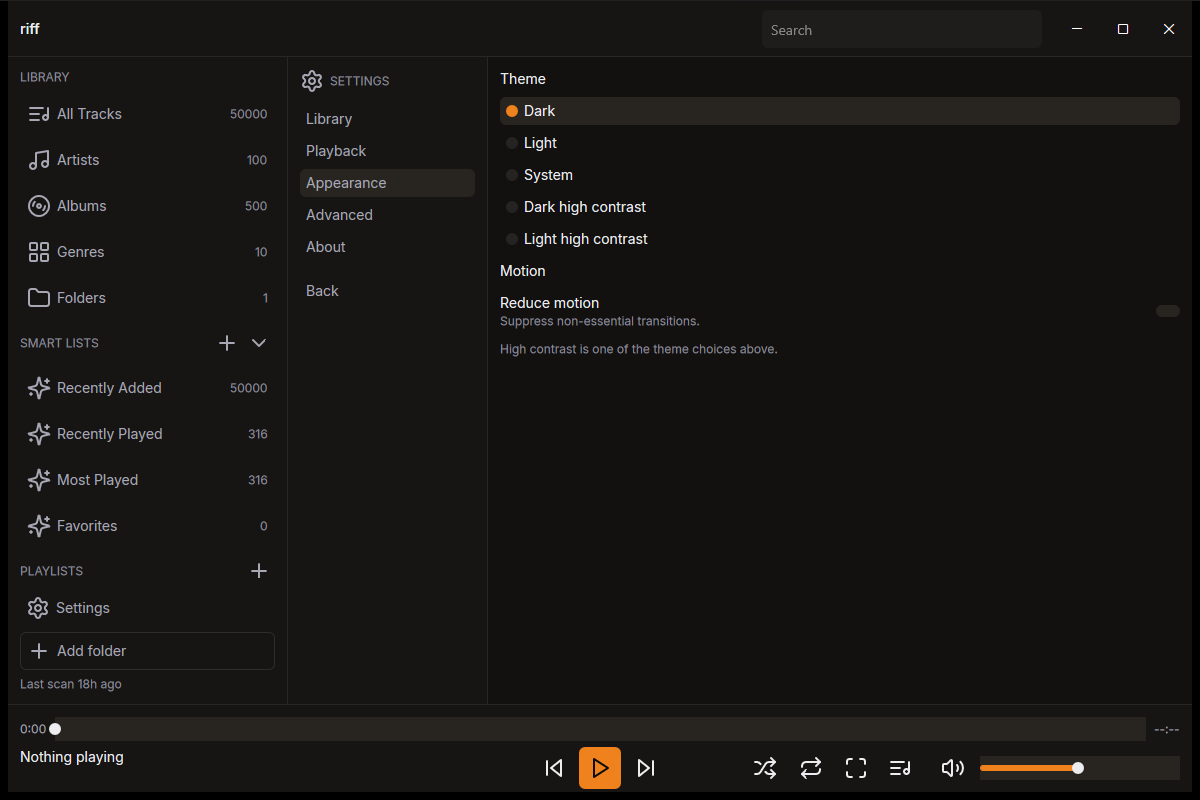 riff
Search
LIBRARY
All Tracks 50000
Artists 100
Albums 500
Genres 10
Folders 1
SMART LISTS
Recently Added 50000
Recently Played 316
Most Played 316
Favorites 0
PLAYLISTS
Settings
Add folder
Last scan 18h ago
SETTINGS
Library
Playback
Appearance
Advanced
About
Back
Theme
Dark
Light
System
Dark high contrast
Light high contrast
Motion
Reduce motion
Suppress non-essential transitions.
High contrast is one of the theme choices above.
0:00 --:--
Nothing playing